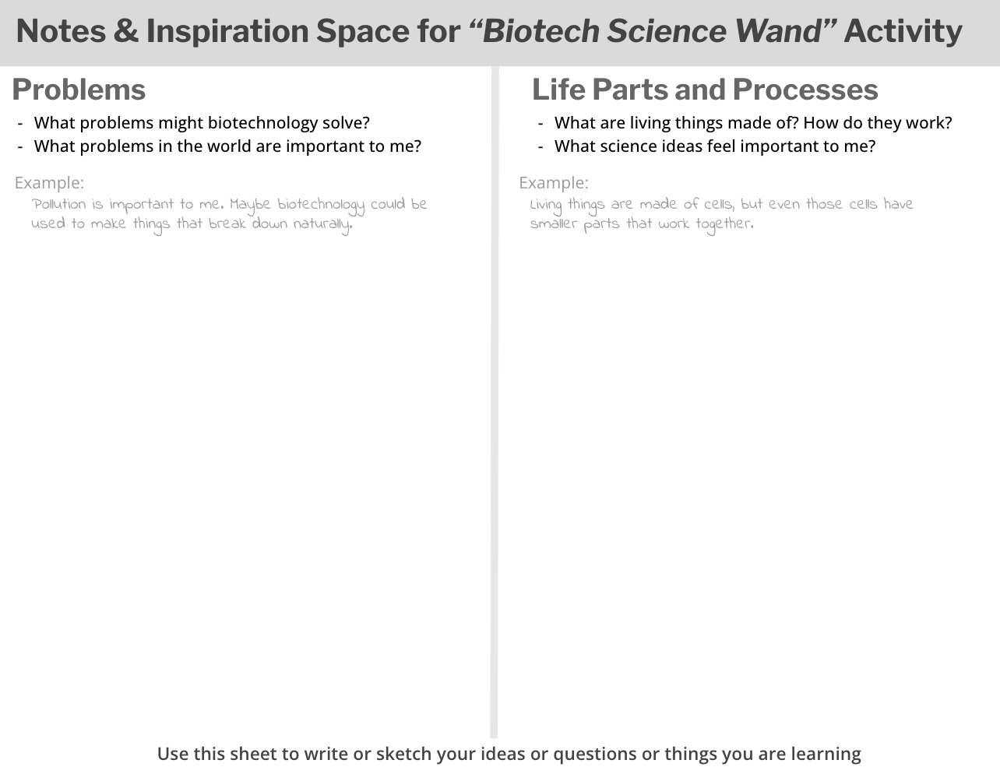 Notes & Inspiration Space for “Biotech Science Wand” Activity
Problems
- What problems might biotechnology solve?
- What problems in the world are important to me?
Example:
Pollution is important to me. Maybe biotechnology could be
used to make things that break down naturally.
Life Parts and Processes
- What are living things made of? How do they work?
- What science ideas feel important to me?
Example:
Living things are made of cells, but even those cells have
smaller parts that work together.
Use this sheet to write or sketch your ideas or questions or things you are learning